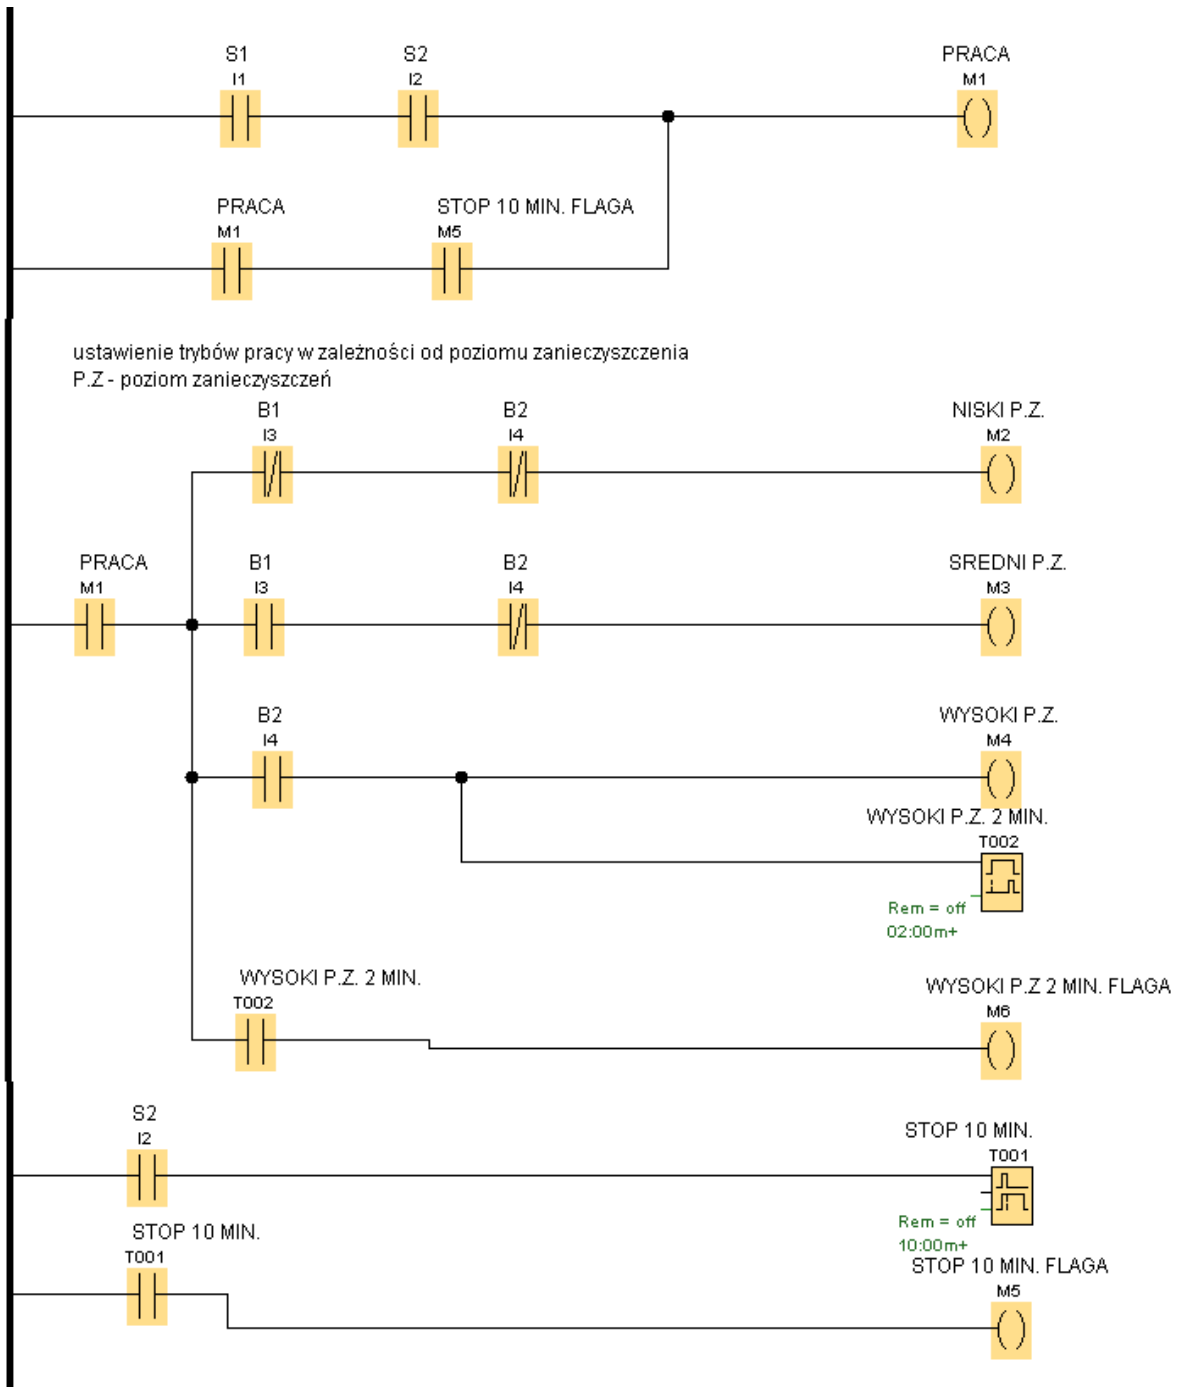 S1
I1
S2
I2
PRACA
M1
PRACA
M1
STOP 10 MIN. FLAGA
M5
ustawienie trybów pracy w zależności od poziomu zanieczyszczenia
P.Z - poziom zanieczyszczeń
B1
I3
B2
I4
NISKI P.Z.
M2
PRACA
M1
B1
I3
B2
I4
SREDNI P.Z.
M3
B2
I4
WYSOKI P.Z.
M4
WYSOKI P.Z. 2 MIN.
T002
Rem = off
02:00m+
WYSOKI P.Z. 2 MIN.
T002
WYSOKI P.Z 2 MIN. FLAGA
M6
S2
I2
STOP 10 MIN.
T001
Rem = off
10:00m+
STOP 10 MIN.
T001
STOP 10 MIN. FLAGA
M5